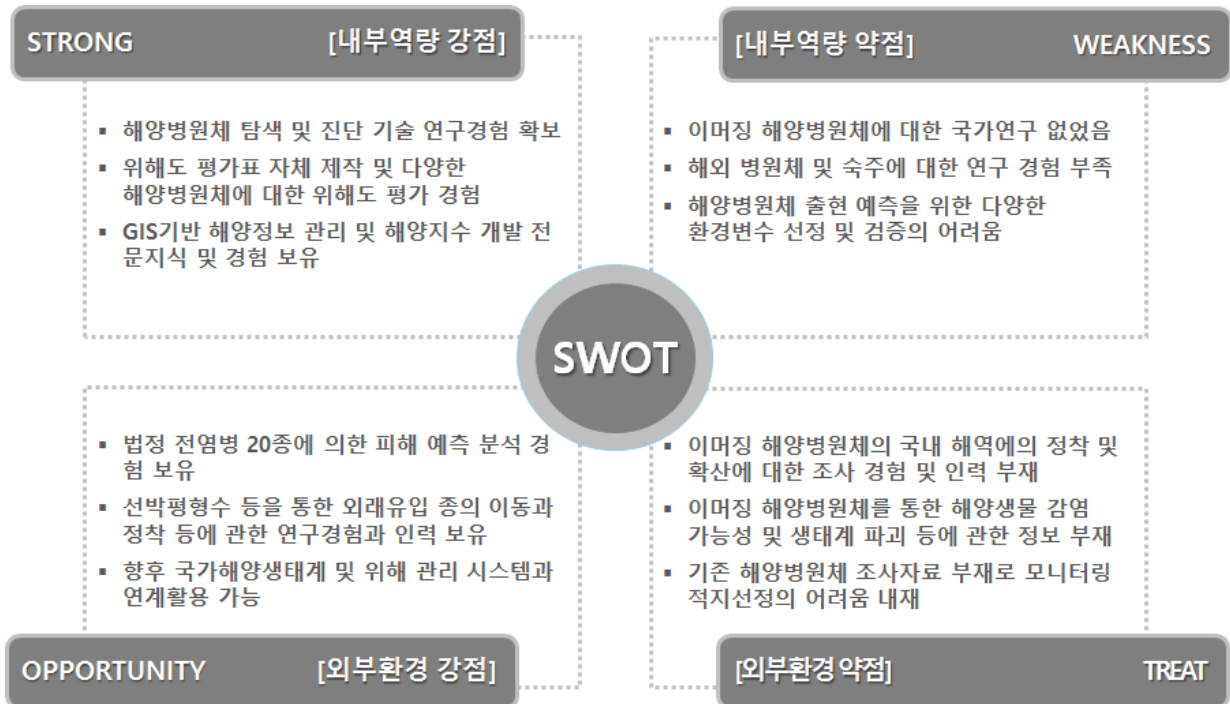 STRONG [내부역량 강점]
▪ 해양병원체 탐색 및 진단 기술 연구경험 확보
▪ 위해도 평가표 자체 제작 및 다양한
해양병원체에 대한 위해도 평가 경험
▪ GIS기반 해양정보 관리 및 해양지수 개발 전
문지식 및 경험 보유
[내부역량 약점] WEAKNESS
▪ 이머징 해양병원체에 대한 국가연구 없었음
▪ 해외 병원체 및 숙주에 대한 연구 경험 부족
▪ 해양병원체 출현 예측을 위한 다양한
환경변수 선정 및 검증의 어려움
SWOT
▪ 법정 전염병 20종에 의한 피해 예측 분석 경
험 보유
▪ 선박평형수 등을 통한 외래유입 종의 이동과
정착 등에 관한 연구경험과 인력 보유
▪ 향후 국가해양생태계 및 위해 관리 시스템과
연계활용 가능
OPPORTUNITY [외부환경 강점]
▪ 이머징 해양병원체의 국내 해역에의 정착 및
확산에 대한 조사 경험 및 인력 부재
▪ 이머징 해양병원체를 통한 해양생물 감염
가능성 및 생태계 파괴 등에 관한 정보 부재
▪ 기존 해양병원체 조사자료 부재로 모니터링
적지선정의 어려움 내재
[외부환경 약점] TREAT